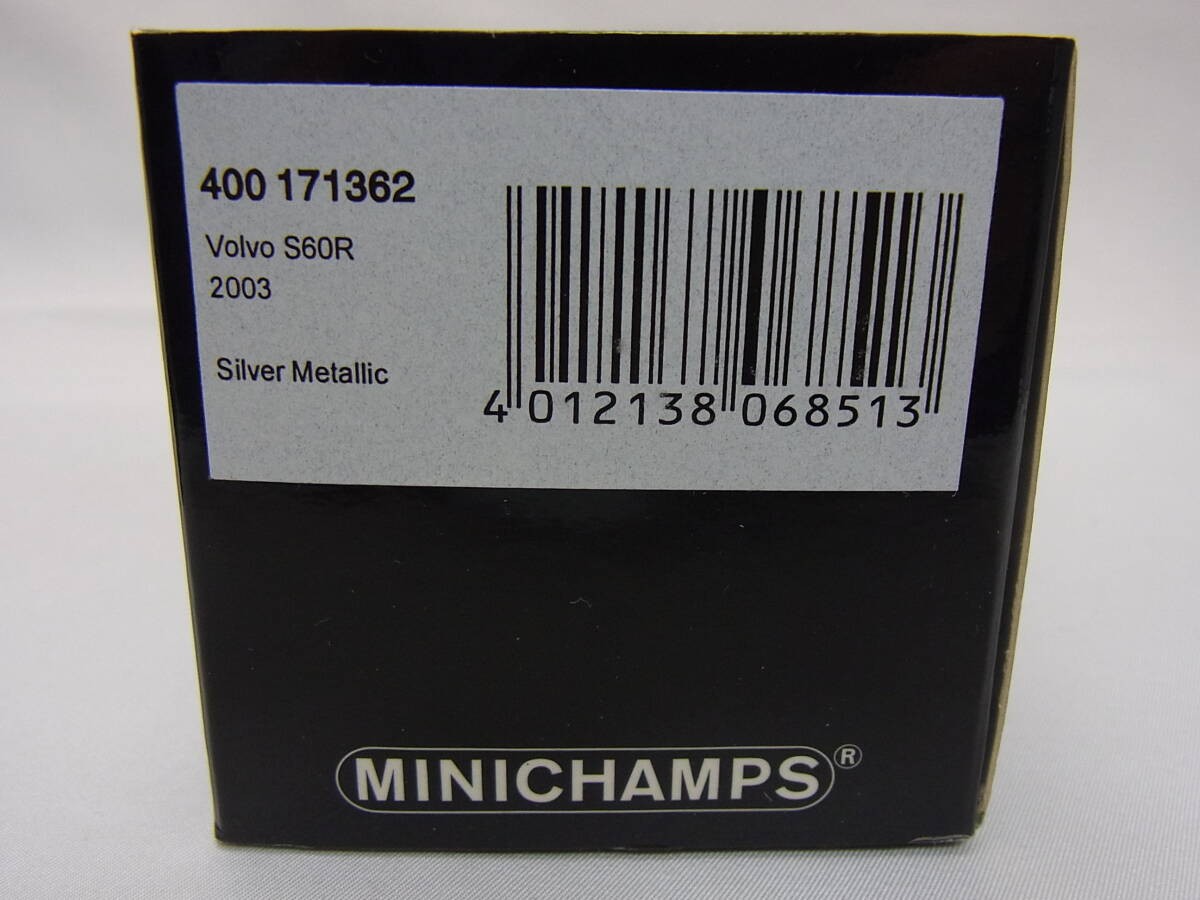 400 171362
Volvo S60R
2003
Silver Metallic
4 012138 068513
MINICHAMPS®